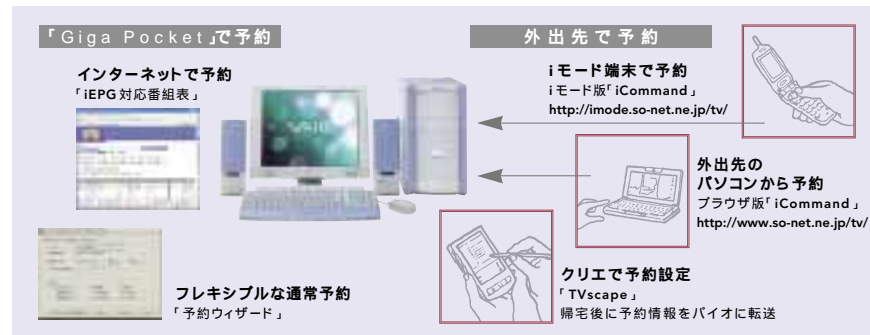 「Giga Pocket」で予約
インターネットで予約
「iEPG対応番組表」
フレキシブルな通常予約
「予約ウィザード」
VAIO
外出先で予約
iモード端末で予約
iモード版「iCommand」
http://imode.so-net.ne.jp/tv/
外出先の
パソコンから予約
ブラウザ版「iCommand」
http://www.so-net.ne.jp/tv/
クリエで予約設定
「TVscape」
帰宅後に予約情報をバイオに転送